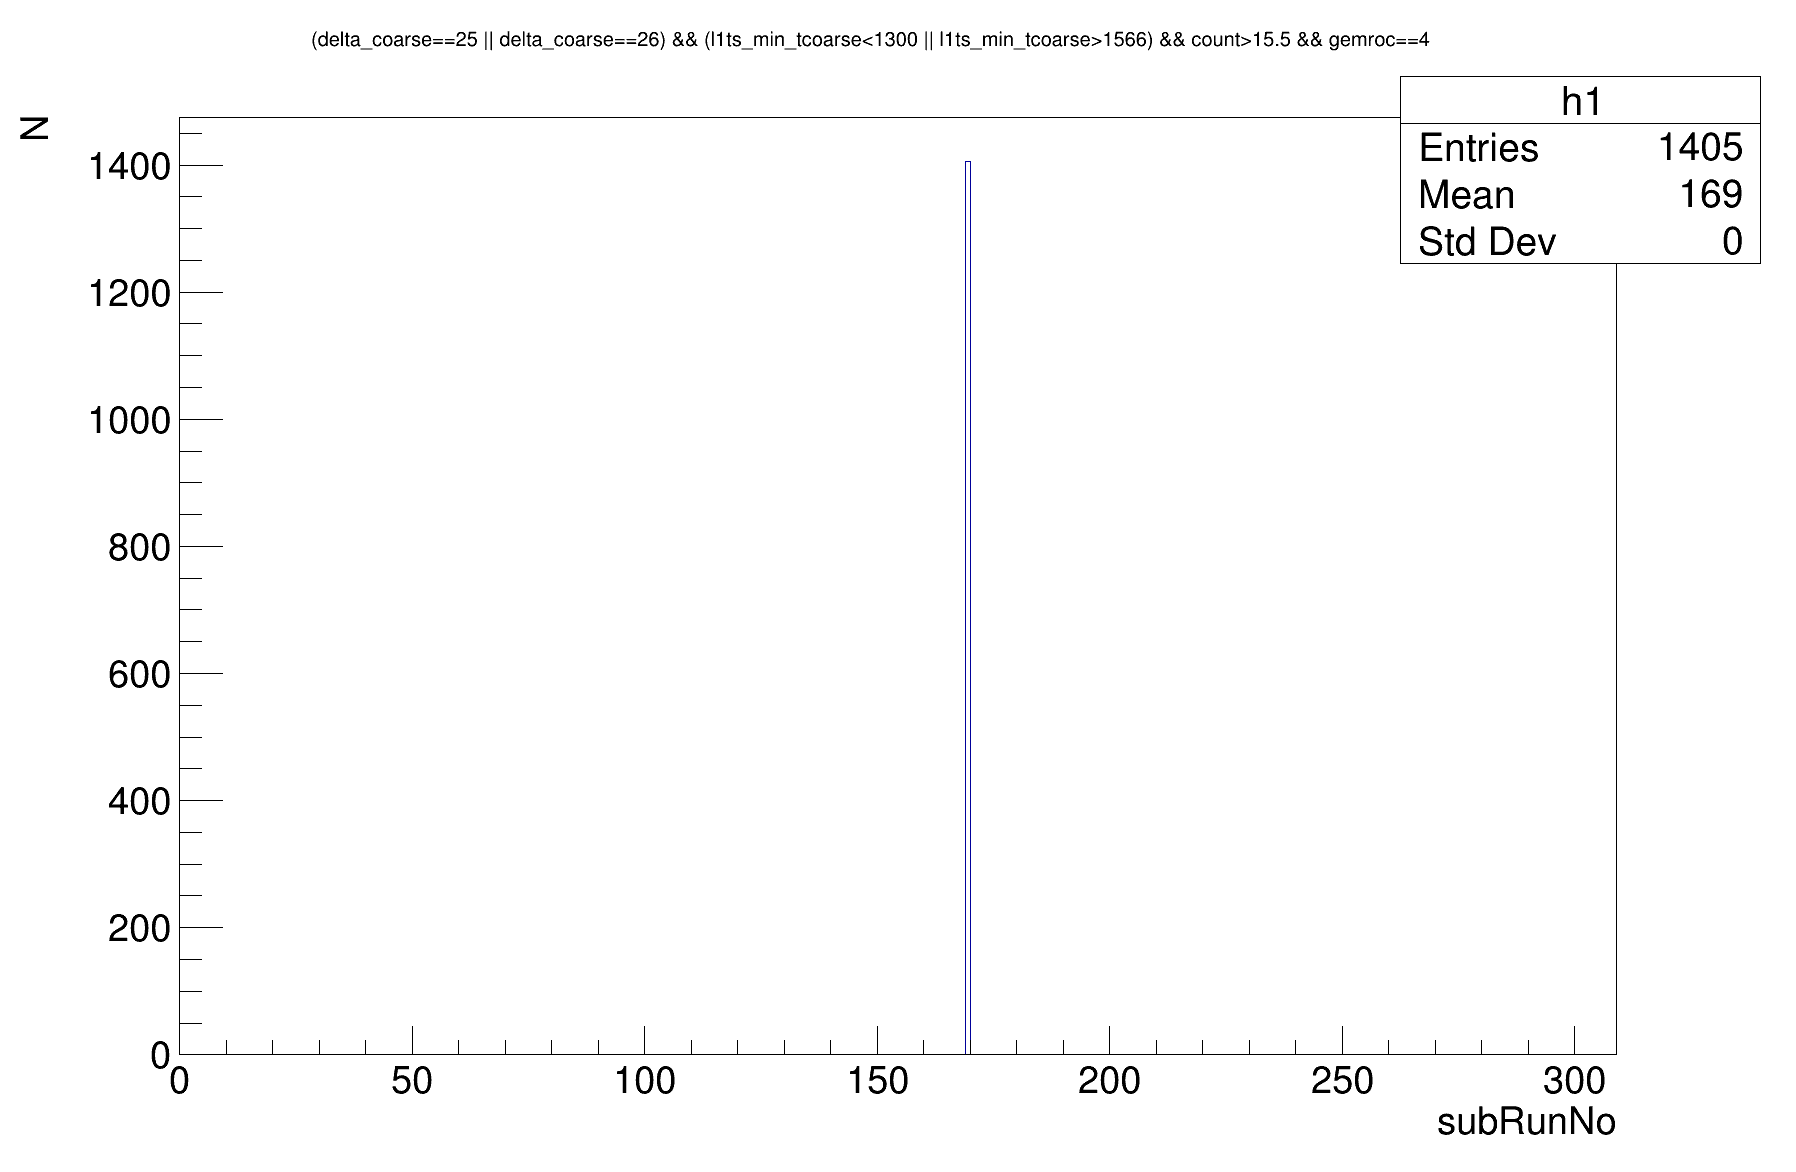 (delta_coarse==25 || delta_coarse==26) && (l1ts_min_tcoarse<1300 || l1ts_min_tcoarse>1566) && count>15.5 && gemroc==4
h1
Entries 1405
Mean 169
Std Dev 0
N
1400
1200
1000
800
600
400
200
0
0 50 100 150 200 250 300
subRunNo